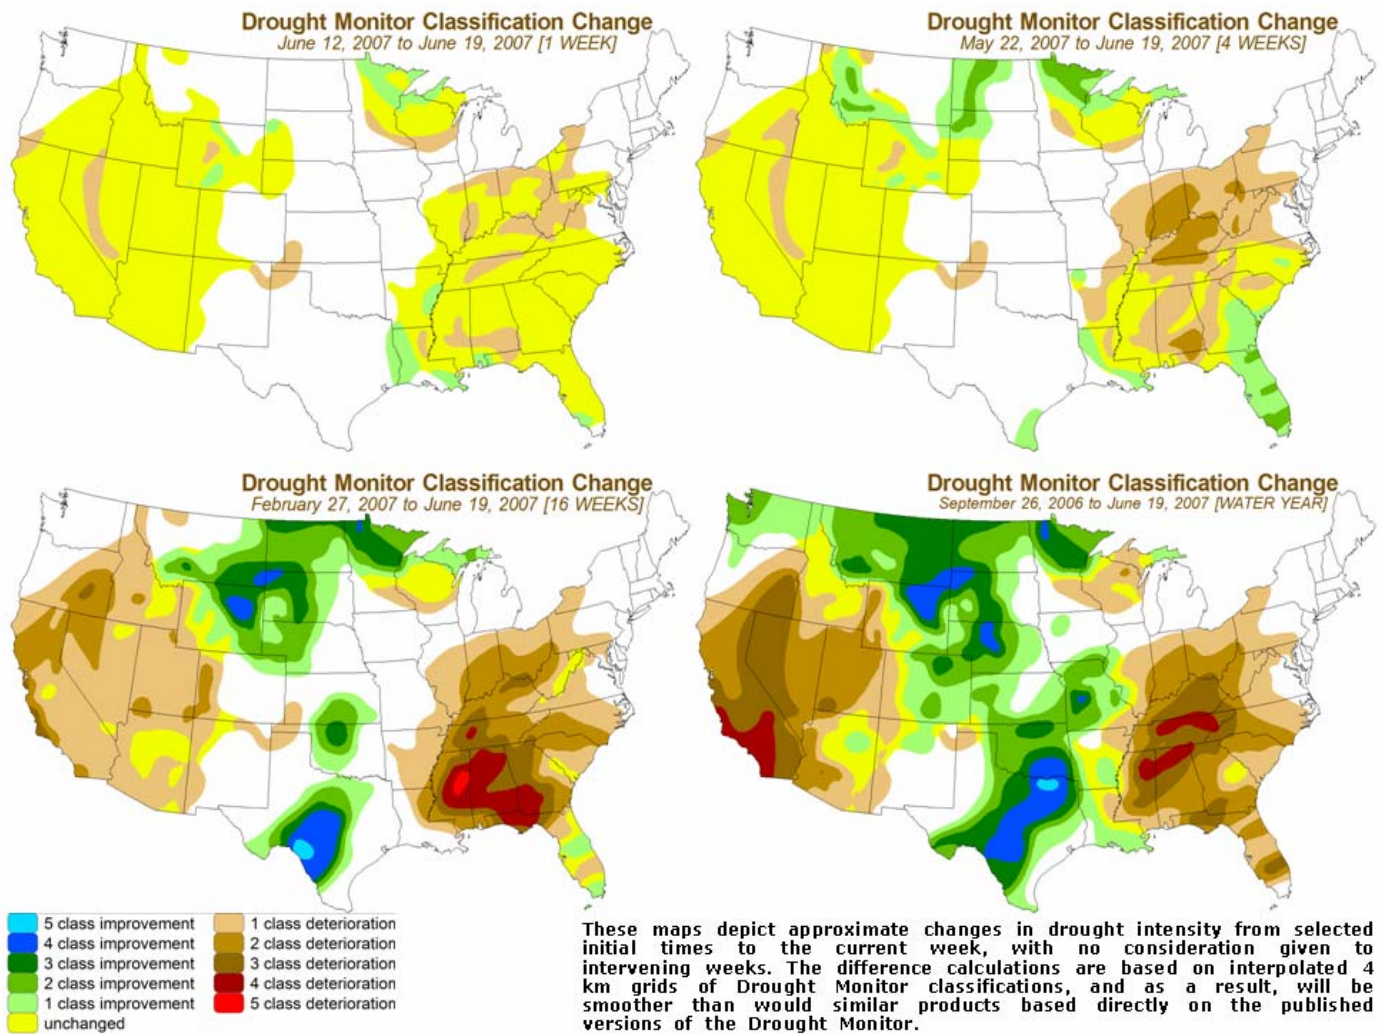 Drought Monitor Classification Change
June 12, 2007 to June 19, 2007 [1 WEEK]
Drought Monitor Classification Change
May 22, 2007 to June 19, 2007 [4 WEEKS]
Drought Monitor Classification Change
February 27, 2007 to June 19, 2007 [16 WEEKS]
Drought Monitor Classification Change
September 26, 2006 to June 19, 2007 [WATER YEAR]
5 class improvement
4 class improvement
3 class improvement
2 class improvement
1 class improvement
unchanged
1 class deterioration
2 class deterioration
3 class deterioration
4 class deterioration
5 class deterioration
These maps depict approximate changes in drought intensity from selected
initial times to the current week, with no consideration given to
intervening weeks. The difference calculations are based on interpolated 4
km grids of Drought Monitor classifications, and as a result, will be
smoother than would similar products based directly on the published
versions of the Drought Monitor.